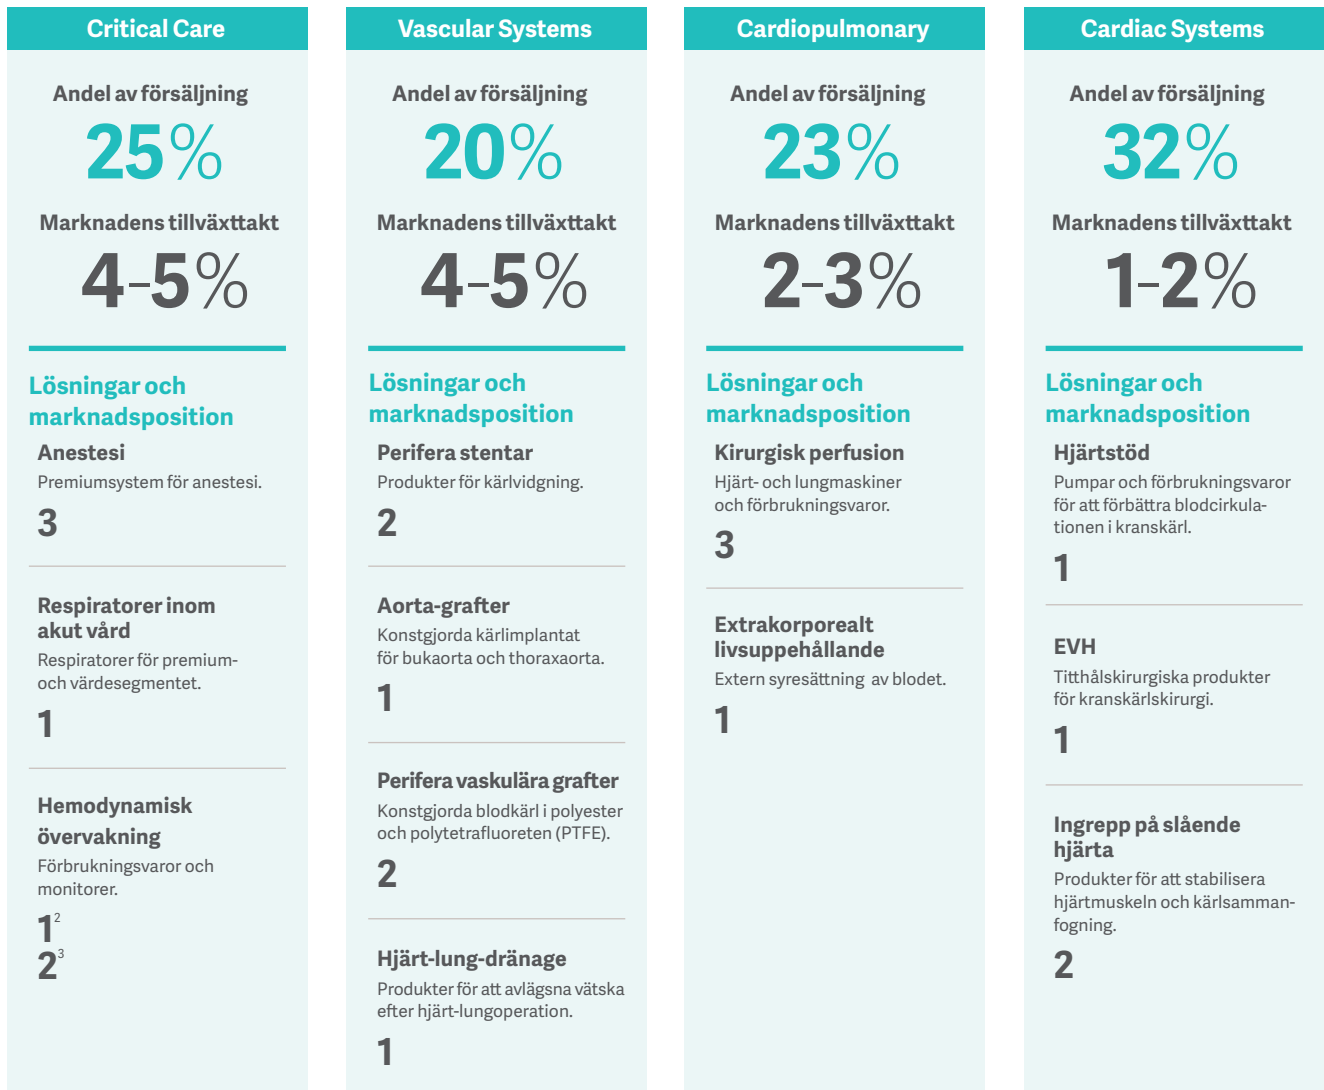 Critical Care
Andel av försäljning
25%
Marknadens tillväxttakt
4-5%
Lösningar och
marknadsposition
Anestesi
Premiumsystem för anestesi.
3
Respiratorer inom
akut vård
Respiratorer för premium-
och värdesegmentet.
1
Hemodynamisk
övervakning
Förbrukningsvaror och
monitorer.
1²
2³
Vascular Systems
Andel av försäljning
20%
Marknadens tillväxttakt
4-5%
Lösningar och
marknadsposition
Perifera stentar
Produkter för kärlvidgning.
2
Aorta-grafter
Konstgjorda kärlimplantat
för bukaorta och thoraxaorta.
1
Perifera vaskulära grafter
Konstgjorda blodkärl i polyester
och polytetrafluoreten (PTFE).
2
Hjärt-lung-dränage
Produkter för att avlägsna vätska
efter hjärt-lungoperation.
1
Cardiopulmonary
Andel av försäljning
23%
Marknadens tillväxttakt
2-3%
Lösningar och
marknadsposition
Kirurgisk perfusion
Hjärt- och lungmaskiner
och förbrukningsvaror.
3
Extrakorporealt
livsuppehållande
Extern syresättning av blodet.
1
Cardiac Systems
Andel av försäljning
32%
Marknadens tillväxttakt
1-2%
Lösningar och
marknadsposition
Hjärtstöd
Pumpar och förbrukningsvaror
för att förbättra blodcirkula-
tionen i kranskärl.
1
EVH
Titthålskirurgiska produkter
för kranskärlskirurgi.
1
Ingrepp på slående
hjärta
Produkter för att stabilisera
hjärtmuskeln och kärlsamman-
fogning.
2